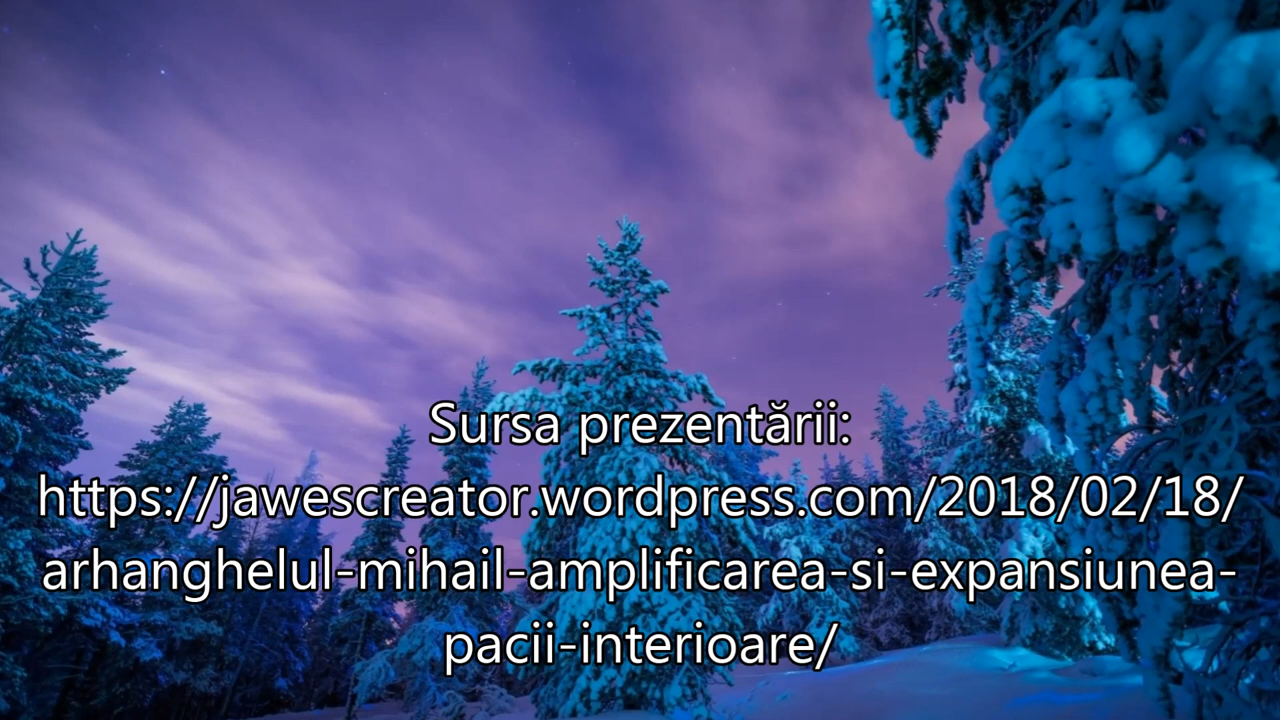 Sursa prezentării:
https://jawescreator.wordpress.com/2018/02/18/
arhanghelul-mihail-amplificarea-si-expansiunea-
pacii-interioare/